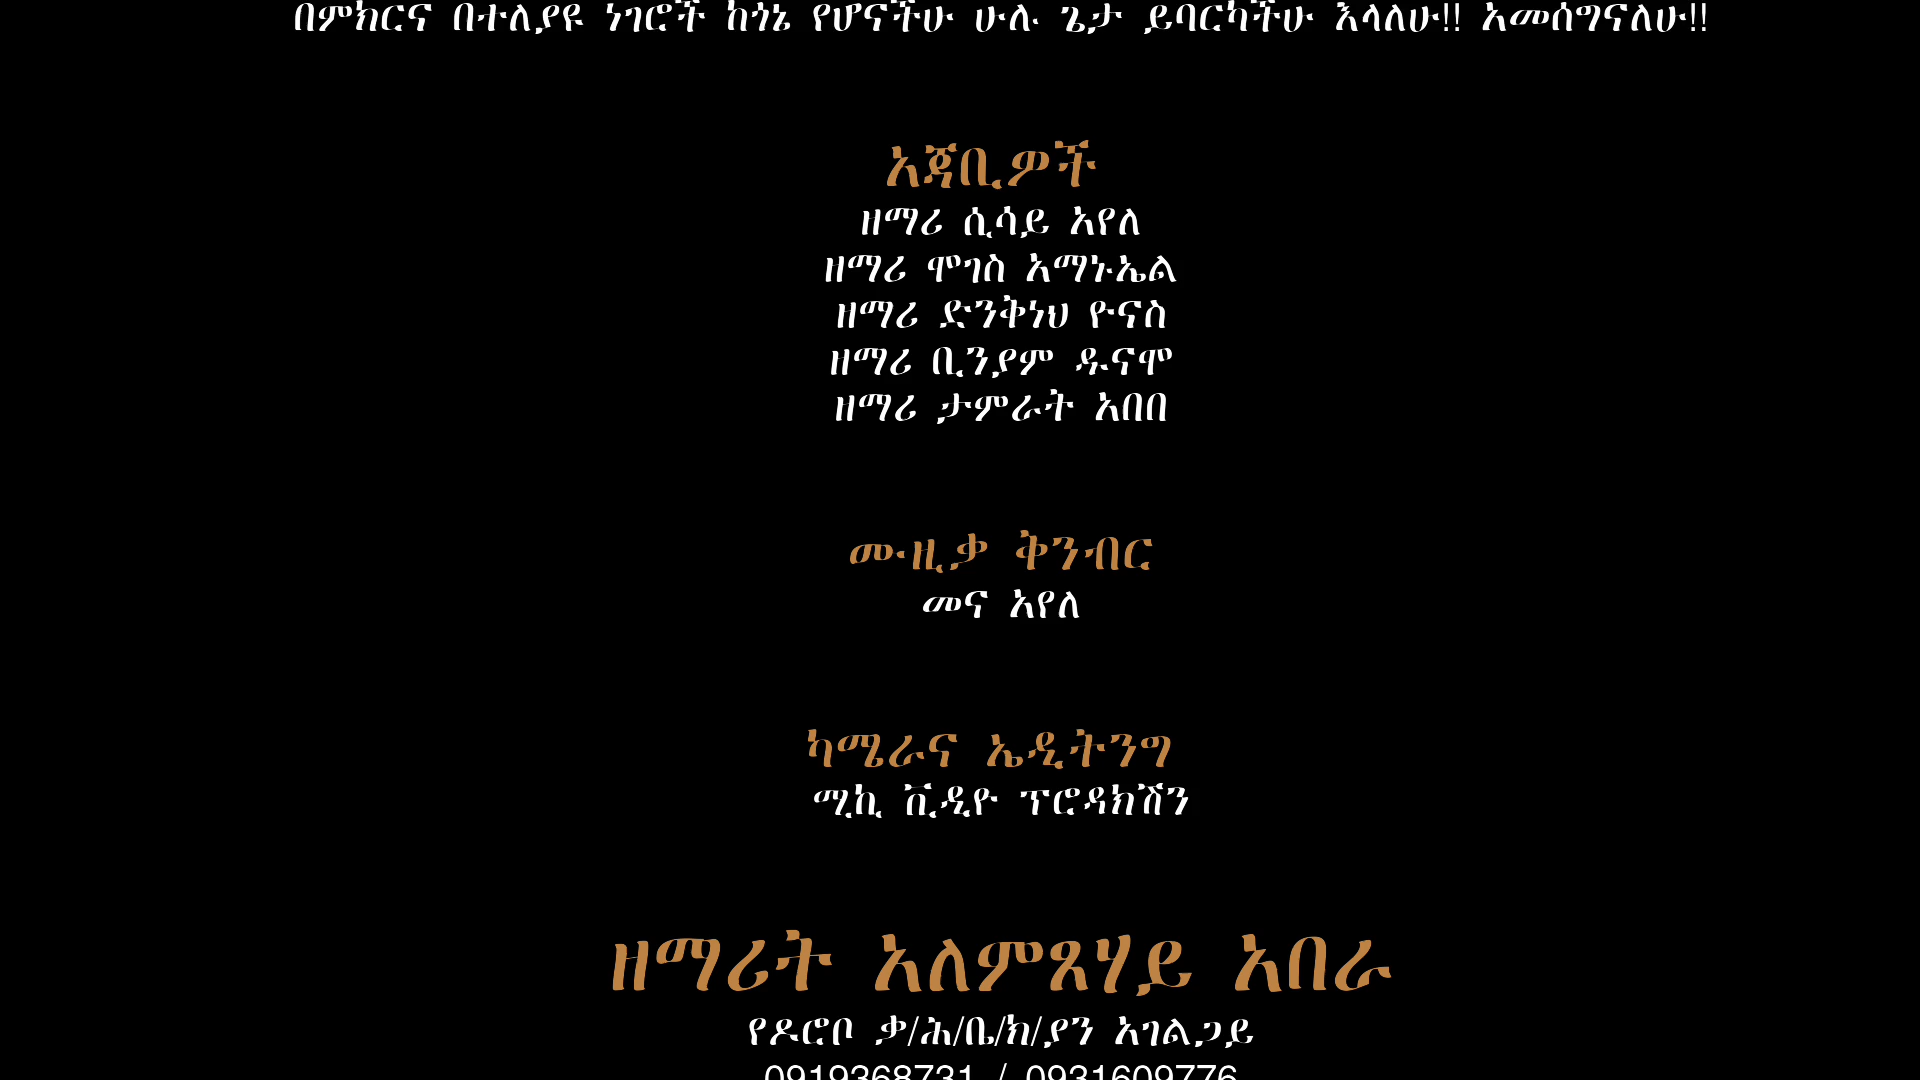 በምክርና በተለያዩ ነገሮች ከጎኔ የሆናችሁ ሁሉ ጌታ ይባርካችሁ እላለሁ!! አመሰግናለሁ!!
አጃቢዎች
ዘማሪ ሲሳይ አየለ
ዘማሪ ሞገስ አማኑኤል
ዘማሪ ድንቅነህ ዮናስ
ዘማሪ ቢንያም ዱናሞ
ዘማሪ ታምራት አበበ
ሙዚቃ ቅንብር
መና አየለ
ካሜራና ኤዲትንግ
ሚኪ ቪዲዮ ፕሮዳክሽን
ዘማሪት አለምጸሃይ አበራ
የዶሮቦ ቃ/ሕ/ቤ/ክ/ያን አገልጋይ
0919368731 / 0931609776